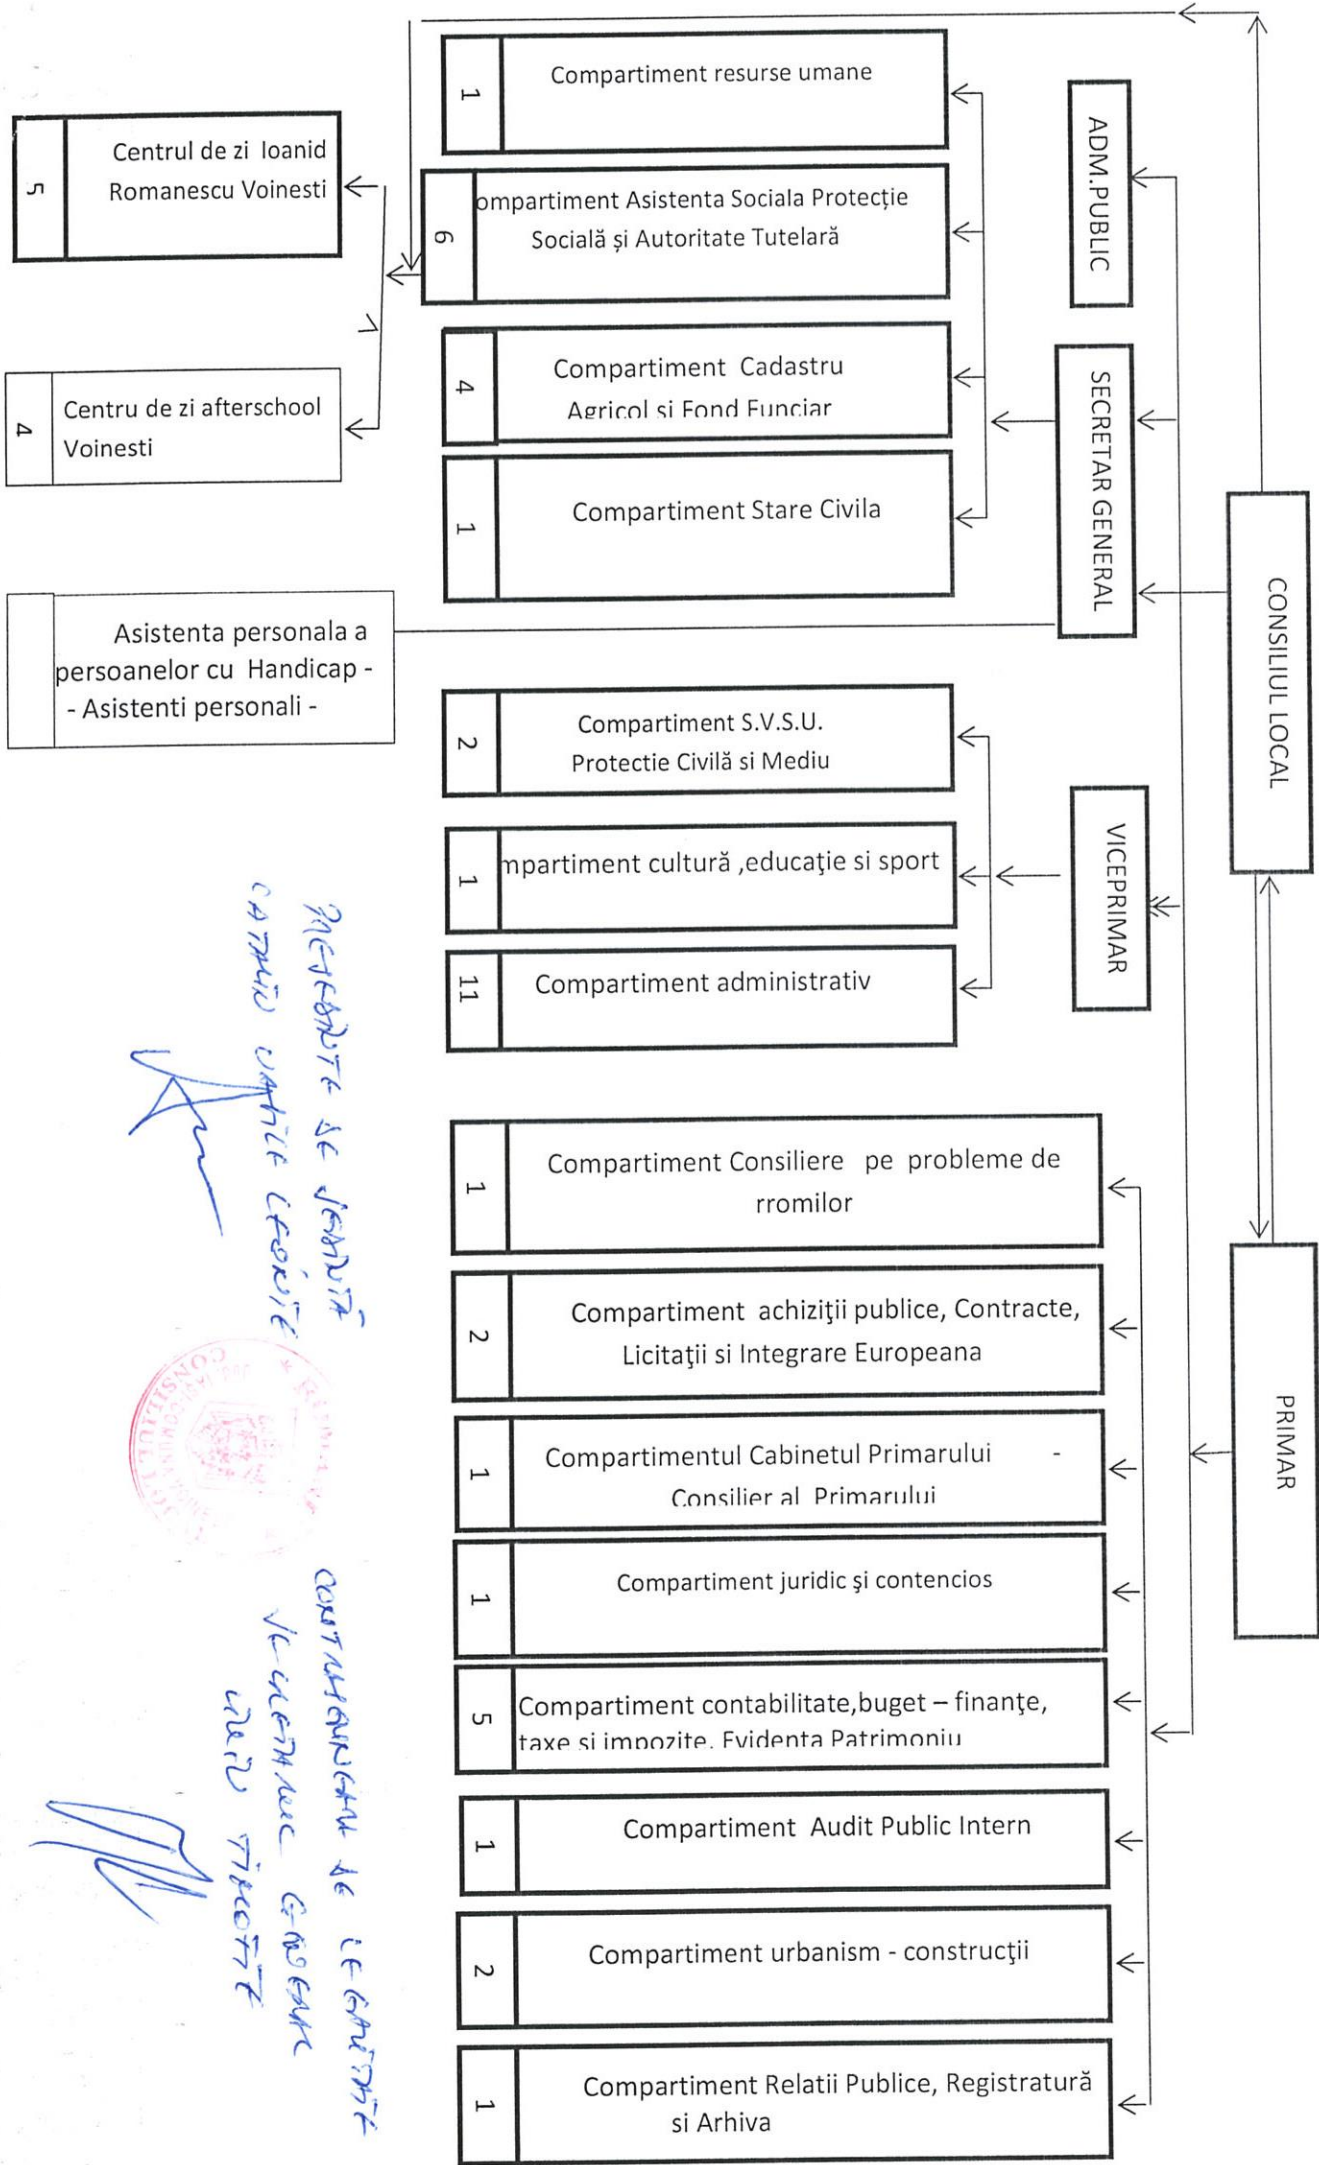 CONSILIUL LOCAL
PRIMAR
ADM.PUBLIC
SECRETAR GENERAL
VICEPRIMAR
Compartiment resurse umane
1
ompartiment Asistenta Sociala Protecție
Socială și Autoritate Tutelară
6
Compartiment Cadastru
Agricol si Fond Funciar
4
Compartiment Stare Civila
1
Compartiment S.V.S.U.
Protectie Civilă si Mediu
2
mpartiment cultură ,educaţie si sport
1
Compartiment administrativ
11
Compartiment Consiliere pe probleme de
rromilor
1
Compartiment achiziţii publice, Contracte,
Licitaţii si Integrare Europeana
2
Compartimentul Cabinetul Primarului -
Consilier al Primarului
1
Compartiment juridic şi contencios
1
Compartiment contabilitate,buget – finanţe,
taxe si impozite. Evidenta Patrimoniu
5
Compartiment Audit Public Intern
1
Compartiment urbanism - construcţii
2
Compartiment Relatii Publice, Registratură
si Arhiva
1
Centrul de zi Ioanid
Romanescu Voinesti
5
Centru de zi afterschool
Voinesti
4
Asistenta personala a
persoanelor cu Handicap -
- Asistenti personali -
PREȘEDINTE DE ȘEDINȚĂ
CONSILIUL
SECRETAR GENERAL